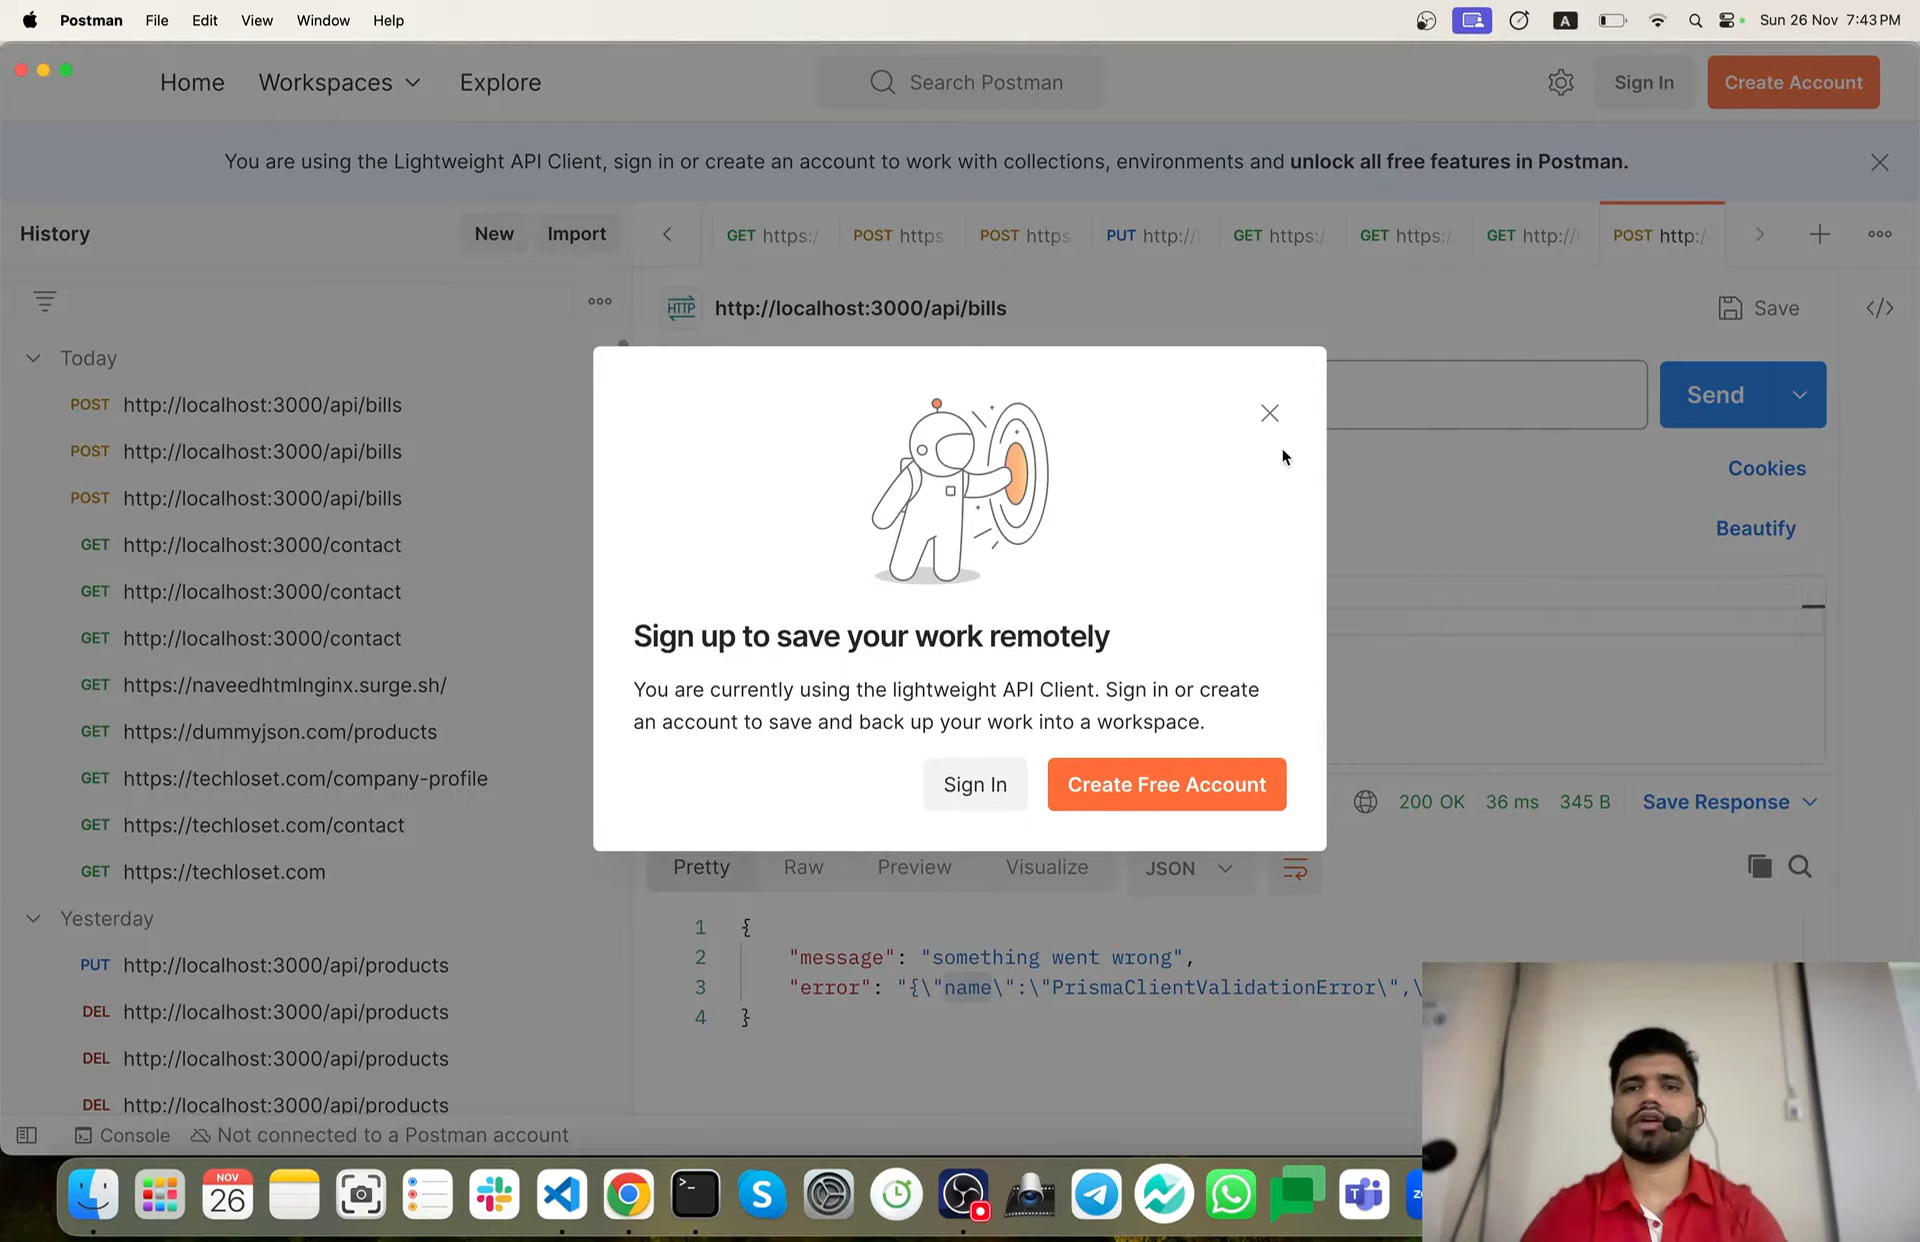 Postman File Edit View Window Help
A
Sun 26 Nov 7:43 PM
Home Workspaces Explore
Search Postman
Sign In
Create Account
You are using the Lightweight API Client, sign in or create an account to work with collections, environments and unlock all free features in Postman.
History
New
Import
GET https:/
POST https
POST https
PUT http://
GET https:/
GET https:/
GET http://
POST http:/
HTTP http://localhost:3000/api/bills
Save
Today
POST http://localhost:3000/api/bills
POST http://localhost:3000/api/bills
POST http://localhost:3000/api/bills
GET http://localhost:3000/contact
GET http://localhost:3000/contact
GET http://localhost:3000/contact
GET https://naveedhtmlnginx.surge.sh/
GET https://dummyjson.com/products
GET https://techloset.com/company-profile
GET https://techloset.com/contact
GET https://techloset.com
Yesterday
PUT http://localhost:3000/api/products
DEL http://localhost:3000/api/products
DEL http://localhost:3000/api/products
DEL http://localhost:3000/api/products
Send
Cookies
Beautify
Sign up to save your work remotely
You are currently using the lightweight API Client. Sign in or create
an account to save and back up your work into a workspace.
Sign In
Create Free Account
200 OK 36 ms 345 B Save Response
Pretty Raw Preview Visualize JSON
1 {
2 "message": "something went wrong",
3 "error": "{\"name\":\"PrismaClientValidationError\",\
4 }
Console Not connected to a Postman account
NOV
26
S
T